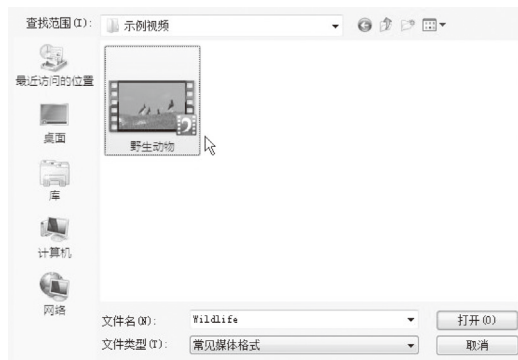 查找范围(I):
示例视频
最近访问的位置
桌面
库
计算机
网络
野生动物
文件名(N):
Wildlife
打开(O)
文件类型(T):
常见媒体格式
取消